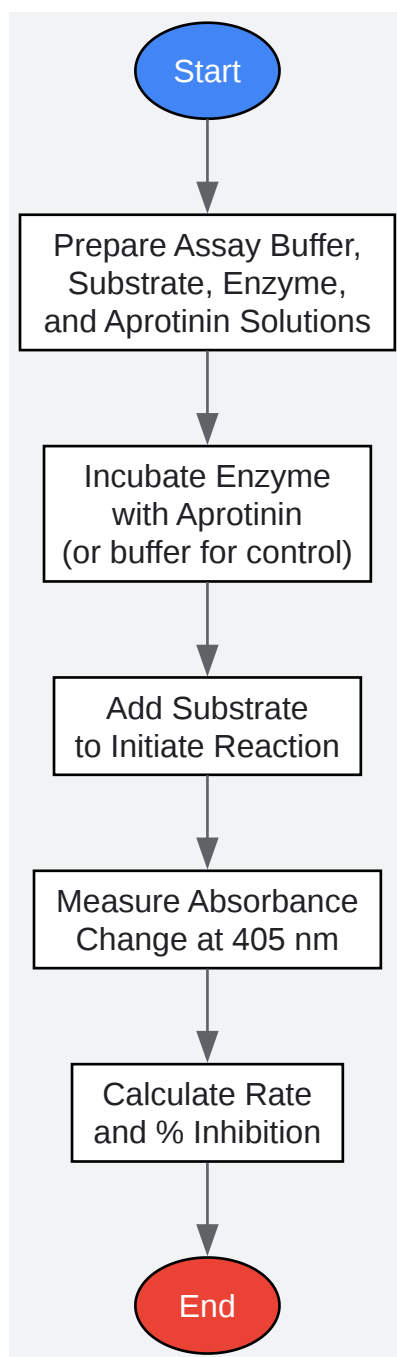 Start
Prepare Assay Buffer,
Substrate, Enzyme,
and Aprotinin Solutions
Incubate Enzyme
with Aprotinin
(or buffer for control)
Add Substrate
to Initiate Reaction
Measure Absorbance
Change at 405 nm
Calculate Rate
and % Inhibition
End